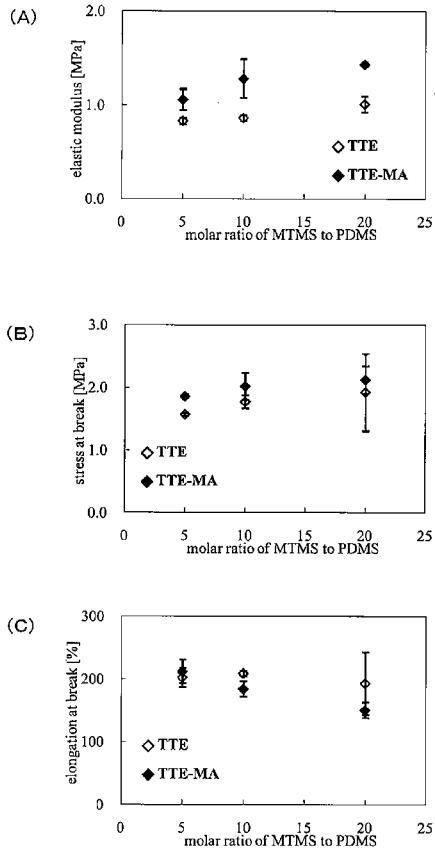 (A)
elastic modulus [MPa]
2.0
1.0
0.0
TTE
TTE-MA
0 5 10 15 20 25
molar ratio of MTMS to PDMS
(B)
stress at break [MPa]
3.0
2.0
1.0
0.0
TTE
TTE-MA
0 5 10 15 20 25
molar ratio of MTMS to PDMS
(C)
elongation at break [%]
300
200
100
0
TTE
TTE-MA
0 5 10 15 20 25
molar ratio of MTMS to PDMS